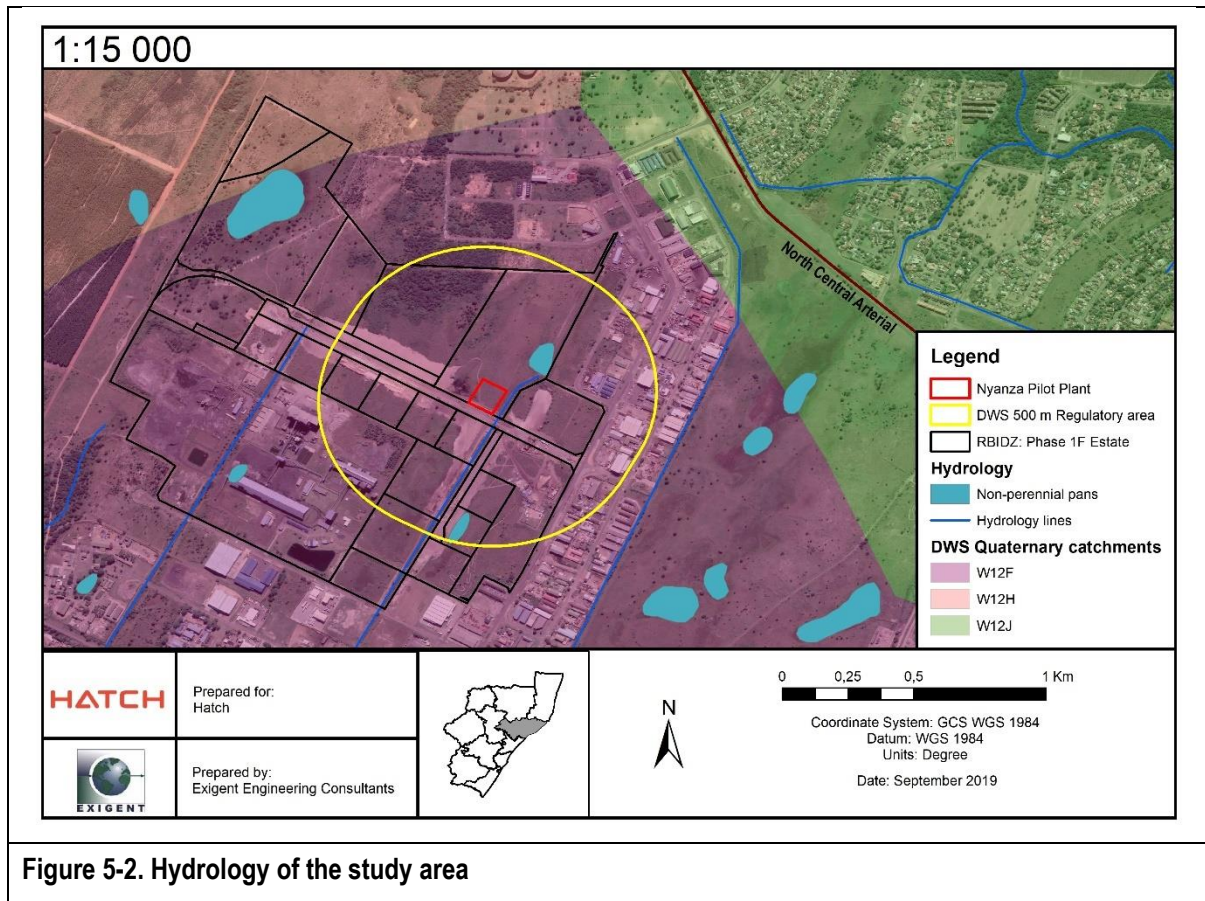 1:15 000
North Central Arterial
Legend
Nyanza Pilot Plant
DWS 500 m Regulatory area
RBIDZ: Phase 1F Estate
Hydrology
Non-perennial pans
Hydrology lines
DWS Quaternary catchments
W12F
W12H
W12J
HATCH
Prepared for:
Hatch
EXIGENT
Prepared by:
Exigent Engineering Consultants
N
0 0,25 0,5 1 Km
Coordinate System: GCS WGS 1984
Datum: WGS 1984
Units: Degree
Date: September 2019
Figure 5-2. Hydrology of the study area